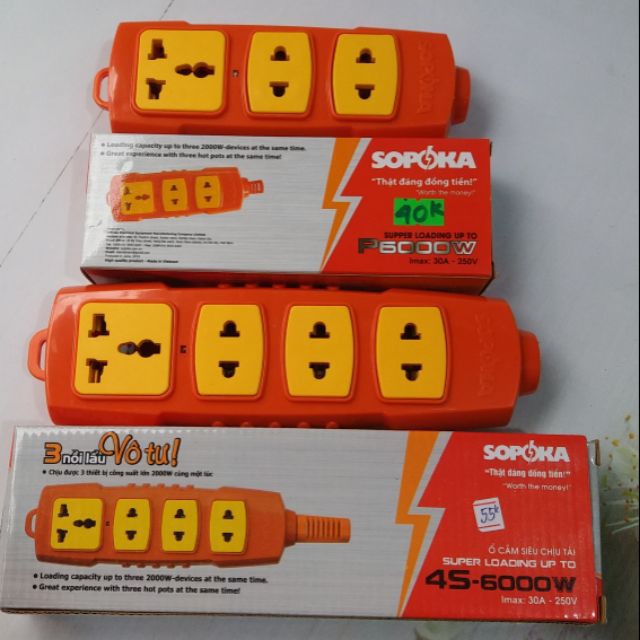 SOPOKA
• Loading capacity up to three 2000W-devices at the same time.
• Great experience with three hot pots at the same time!
SOPOKA
"Thật đáng đồng tiền!"
"Worth the money!"
40K
SUPPER LOADING UP TO
P6000W
Imax: 30A - 250V
High quality product - Made in Vietnam
SOPOKA
3 nồi lẩu Vô tư!
• Chịu được 3 thiết bị công suất lớn 2000W cùng một lúc
SOPOKA
"Thật đáng đồng tiền!"
"Worth the money!"
55K
Ổ CẮM SIÊU CHỊU TẢI
SUPER LOADING UP TO
4S-6000W
Imax: 30A - 250V
• Loading capacity up to three 2000W-devices at the same time.
• Great experience with three hot pots at the same time.